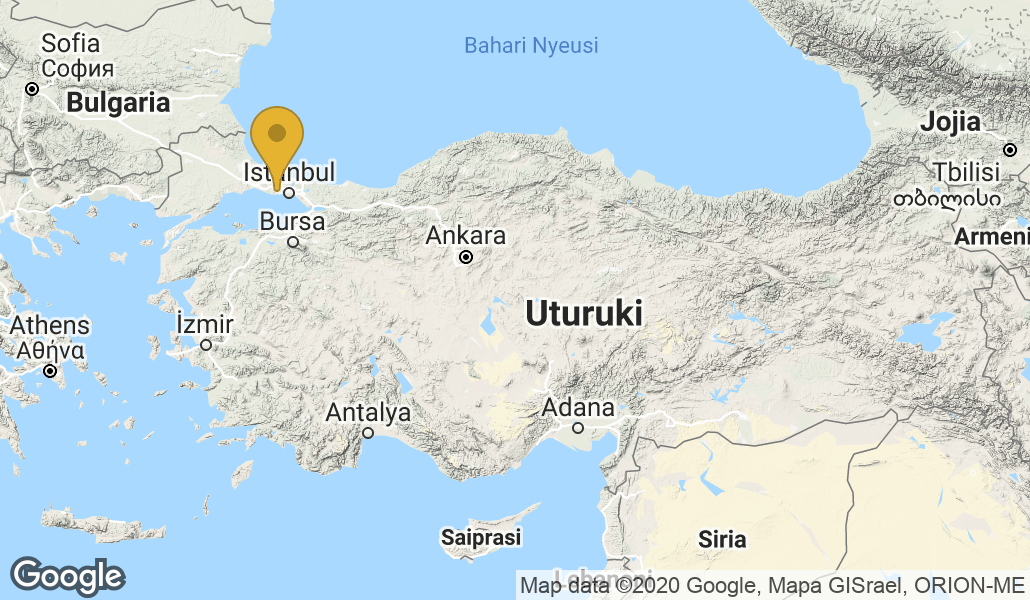 Sofia
София
Bulgaria
Bahari Nyeusi
Jojia
Tbilisi
თბილისი
Istanbul
Bursa
Ankara
Armeni
Uturuki
İzmir
Athens
Αθήνα
Antalya
Adana
Saiprasi
Siria
Lebanoni
Google
Map data ©2020 Google, Mapa GISrael, ORION-ME